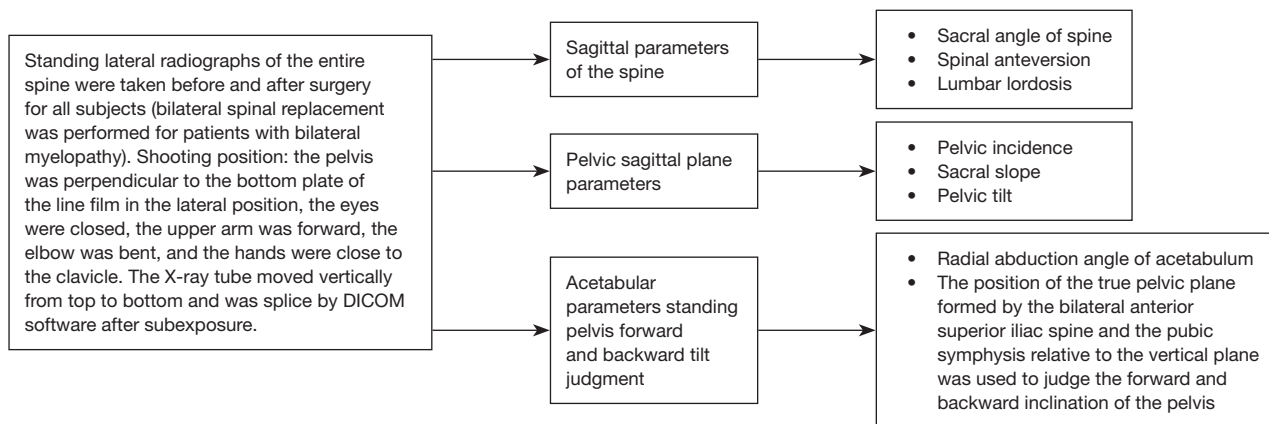 Standing lateral radiographs of the entire
spine were taken before and after surgery
for all subjects (bilateral spinal replacement
was performed for patients with bilateral
myelopathy). Shooting position: the pelvis
was perpendicular to the bottom plate of
the line film in the lateral position, the eyes
were closed, the upper arm was forward, the
elbow was bent, and the hands were close to
the clavicle. The X-ray tube moved vertically
from top to bottom and was splice by DICOM
software after subexposure.
Sagittal parameters
of the spine
• Sacral angle of spine
• Spinal anteversion
• Lumbar lordosis
Pelvic sagittal plane
parameters
• Pelvic incidence
• Sacral slope
• Pelvic tilt
Acetabular
parameters standing
pelvis forward
and backward tilt
judgment
• Radial abduction angle of acetabulum
• The position of the true pelvic plane
formed by the bilateral anterior
superior iliac spine and the pubic
symphysis relative to the vertical plane
was used to judge the forward and
backward inclination of the pelvis